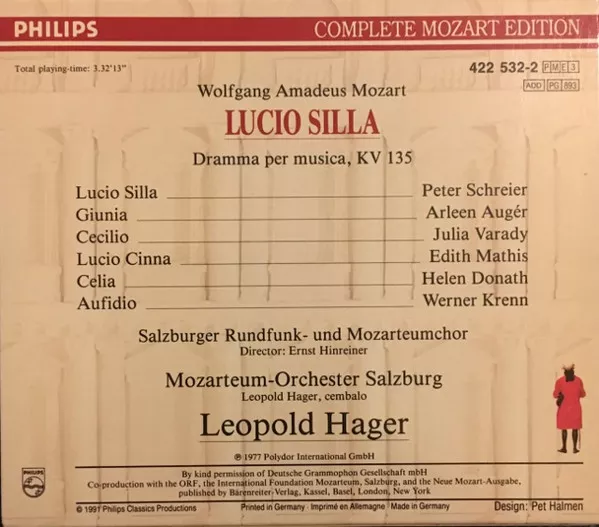 PHILIPS
COMPLETE MOZART EDITION
Total playing-time: 3.32'13"
422 532-2 PME 3
ADD PG 893
Wolfgang Amadeus Mozart
LUCIO SILLA
Dramma per musica, KV 135
Lucio Silla Peter Schreier
Giunia Arleen Augér
Cecilio Julia Varady
Lucio Cinna Edith Mathis
Celia Helen Donath
Aufidio Werner Krenn
Salzburger Rundfunk- und Mozarteumchor
Director: Ernst Hinreiner
Mozarteum-Orchester Salzburg
Leopold Hager, cembalo
Leopold Hager
℗ 1977 Polydor International GmbH
PHILIPS
By kind permission of Deutsche Grammophon Gesellschaft mbH
Co-production with the ORF, the International Foundation Mozarteum, Salzburg, and the Neue Mozart-Ausgabe,
published by Bärenreiter-Verlag, Kassel, Basel, London, New York
© 1991 Philips Classics Productions Printed in Germany · Imprimé en Allemagne · Made in Germany Design: Pet Halmen